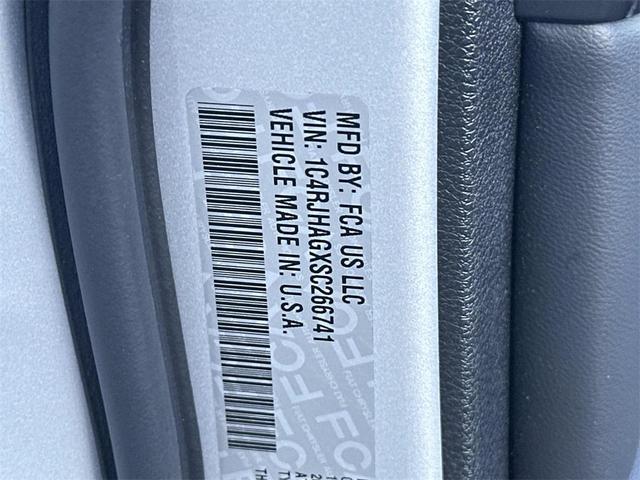 MFD BY: FCA US LLC
VIN: 1C4RJHAGXSC266741
VEHICLE MADE IN: U.S.A.